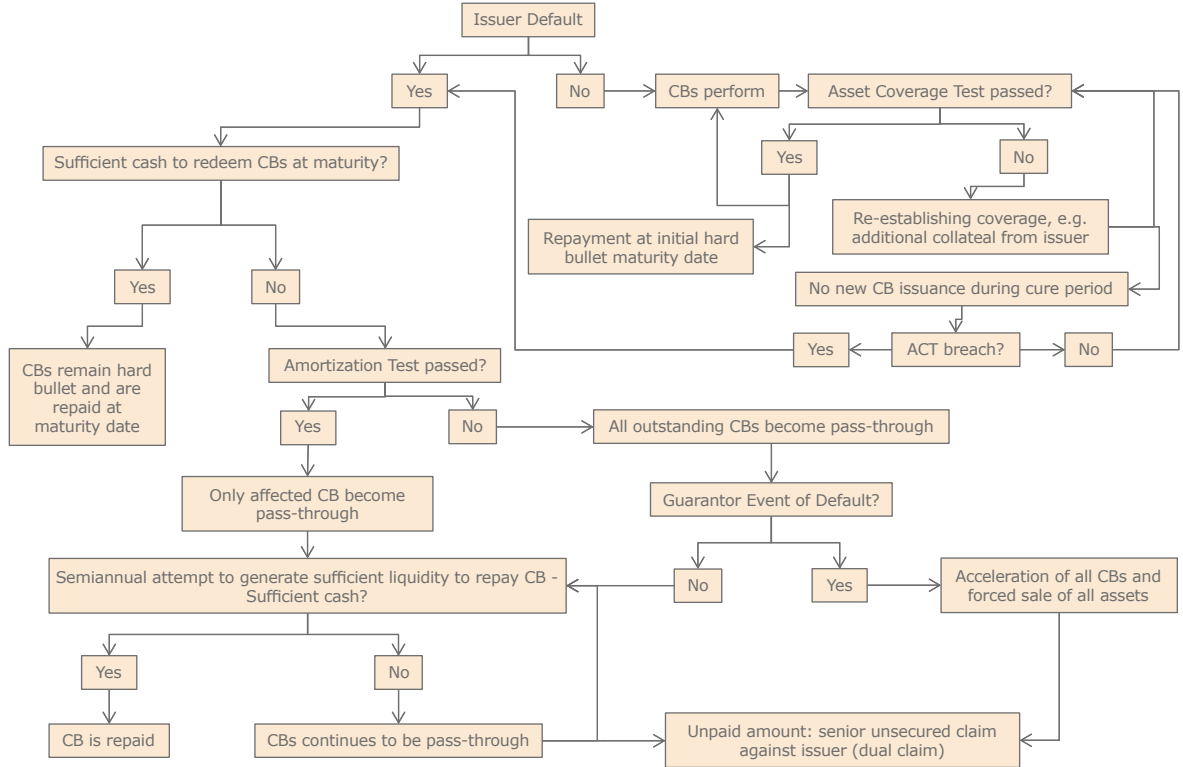 Issuer Default
Yes
No
CBs perform
Asset Coverage Test passed?
Sufficient cash to redeem CBs at maturity?
Yes
No
Re-establishing coverage, e.g.
additional collateal from issuer
Repayment at initial hard
bullet maturity date
No new CB issuance during cure period
Yes
No
Yes
ACT breach?
No
CBs remain hard
bullet and are
repaid at
maturity date
Amortization Test passed?
Yes
No
All outstanding CBs become pass-through
Only affected CB become
pass-through
Guarantor Event of Default?
Semiannual attempt to generate sufficient liquidity to repay CB -
Sufficient cash?
No
Yes
Acceleration of all CBs and
forced sale of all assets
Yes
No
CB is repaid
CBs continues to be pass-through
Unpaid amount: senior unsecured claim
against issuer (dual claim)